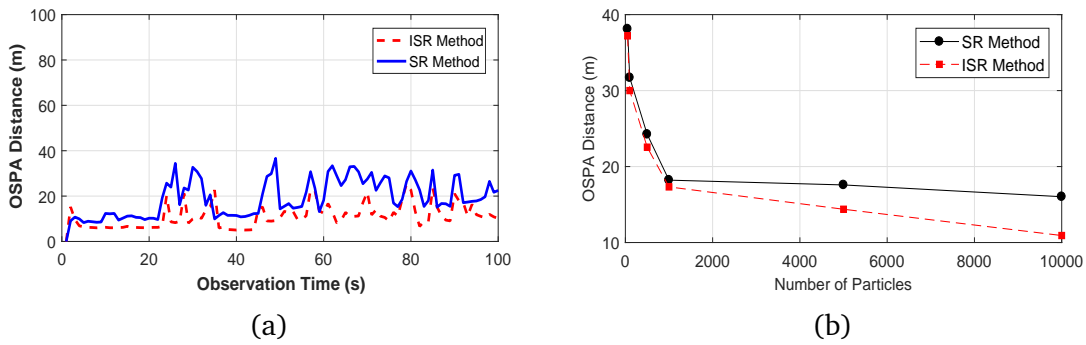 100
80
60
40
20
0
OSPA Distance (m)
0
20
40
60
80
100
Observation Time (s)
ISR Method
SR Method
(a)
40
30
20
10
OSPA Distance (m)
0
2000
4000
6000
8000
10000
Number of Particles
SR Method
ISR Method
(b)